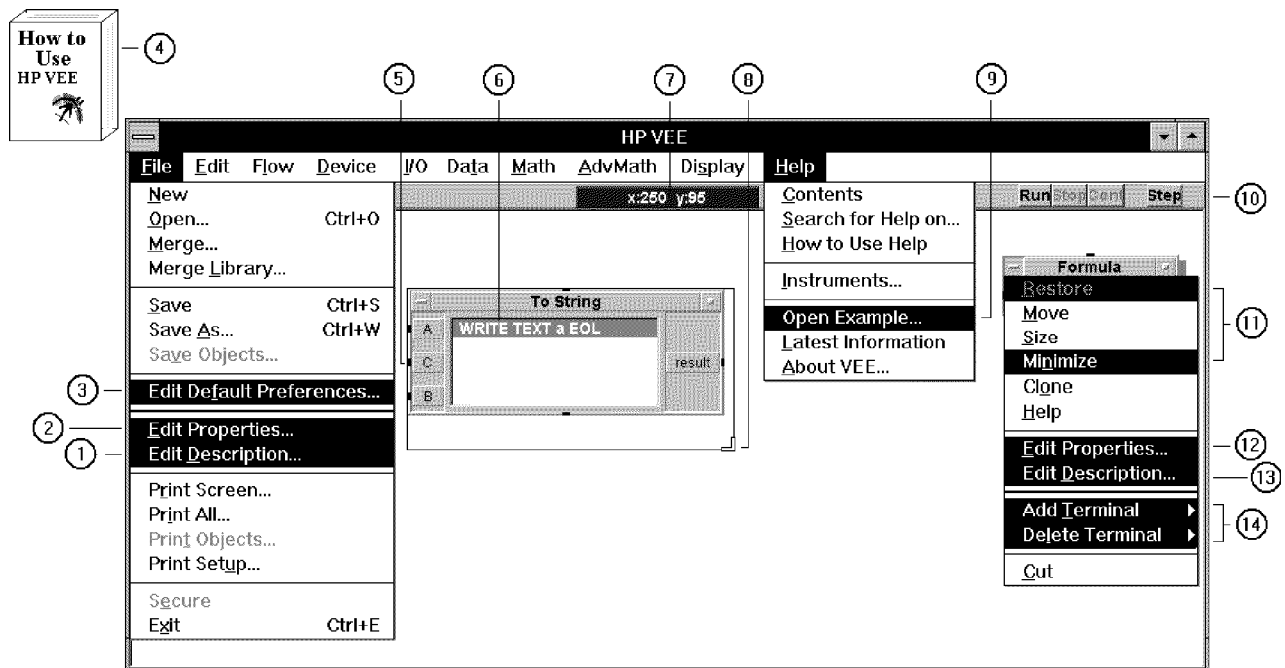 How to
Use
HP VEE
4
5
6
7
8
9
HP VEE
File Edit Flow Device I/O Data Math AdvMath Display Help
x:250 y:95
Run Stop Cont Step
10
New
Open... Ctrl+O
Merge...
Merge Library...
Save Ctrl+S
Save As... Ctrl+W
Save Objects...
3
Edit Default Preferences...
2
Edit Properties...
1
Edit Description...
Print Screen...
Print All...
Print Objects...
Print Setup...
Secure
Exit Ctrl+E
To String
A
WRITE TEXT a EOL
C
result
B
Contents
Search for Help on...
How to Use Help
Instruments...
Open Example...
Latest Information
About VEE...
Formula
Restore
Move
Size
Minimize
11
Clone
Help
Edit Properties...
12
Edit Description...
13
Add Terminal
Delete Terminal
14
Cut